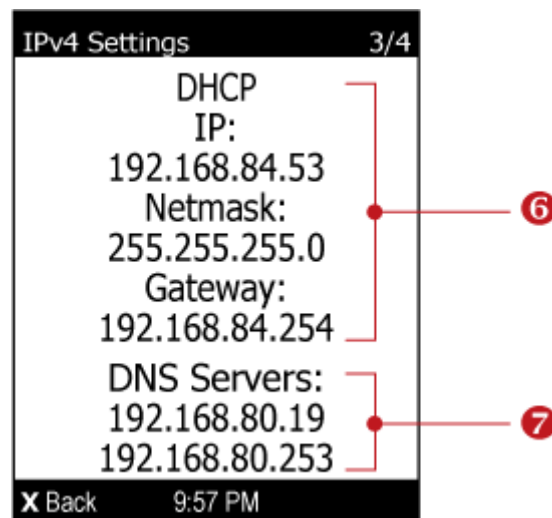 IPv4 Settings 3/4
DHCP
IP:
192.168.84.53
Netmask:
255.255.255.0
Gateway:
192.168.84.254
6
DNS Servers:
192.168.80.19
192.168.80.253
7
X Back 9:57 PM